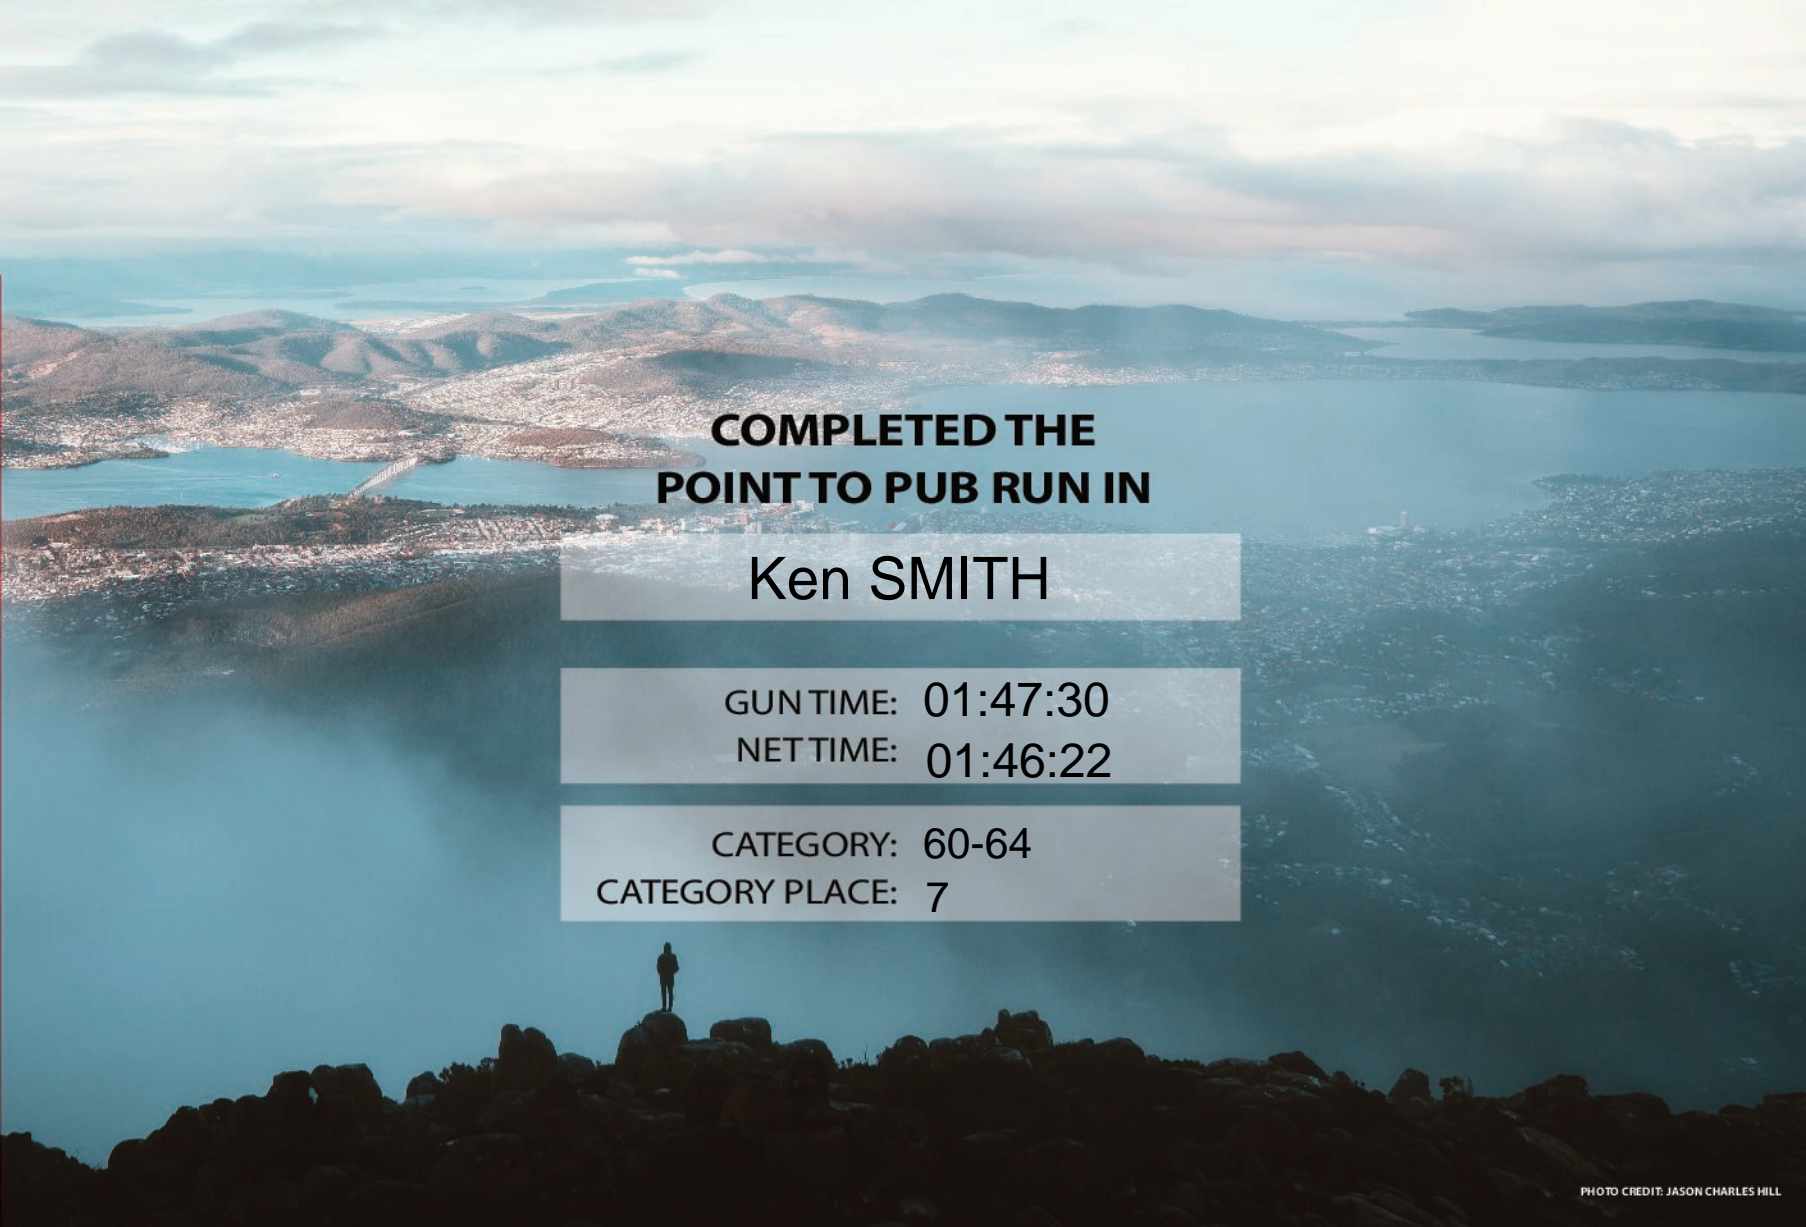 COMPLETED THE
POINT TO PUB RUN IN
Ken SMITH
GUN TIME: 01:47:30
NET TIME: 01:46:22
CATEGORY: 60-64
CATEGORY PLACE: 7
PHOTO CREDIT: JASON CHARLES HILL